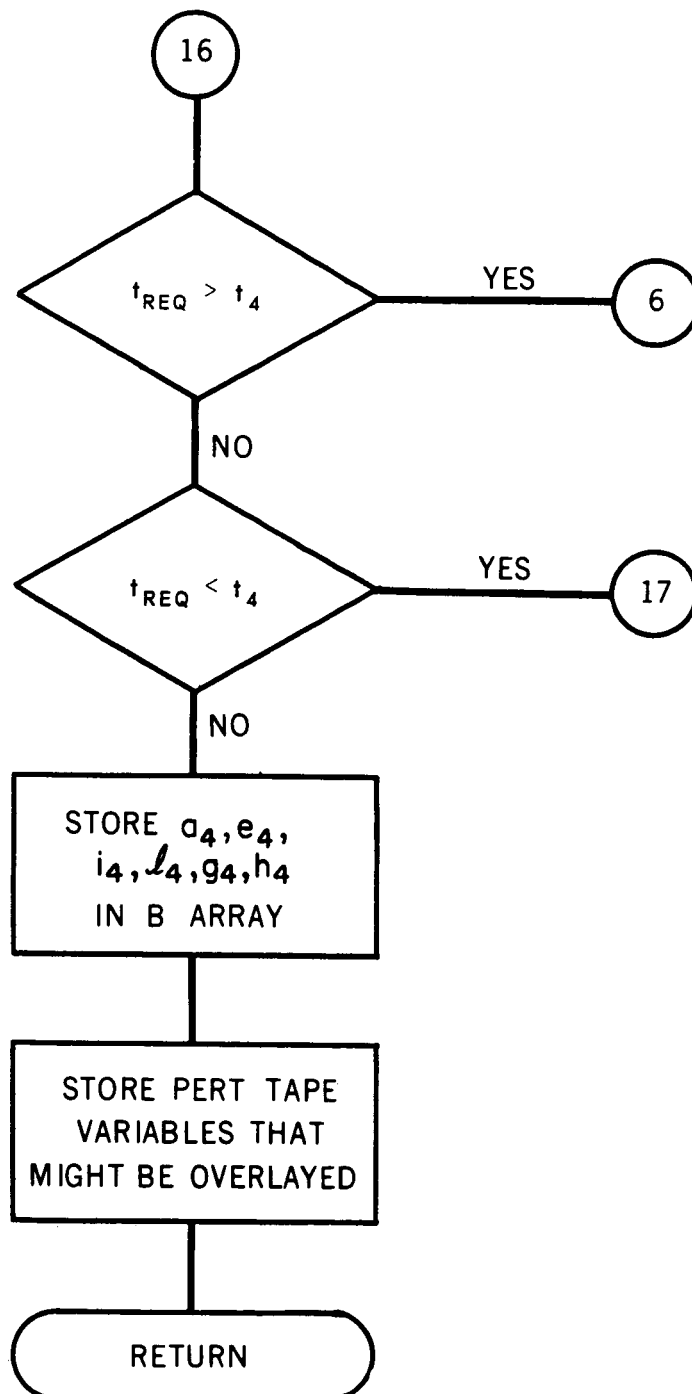 16
t_REQ > t_4
YES
6
NO
t_REQ < t_4
YES
17
NO
STORE a_4, e_4,
i_4, ℓ_4, g_4, h_4
IN B ARRAY
STORE PERT TAPE
VARIABLES THAT
MIGHT BE OVERLAYED
RETURN